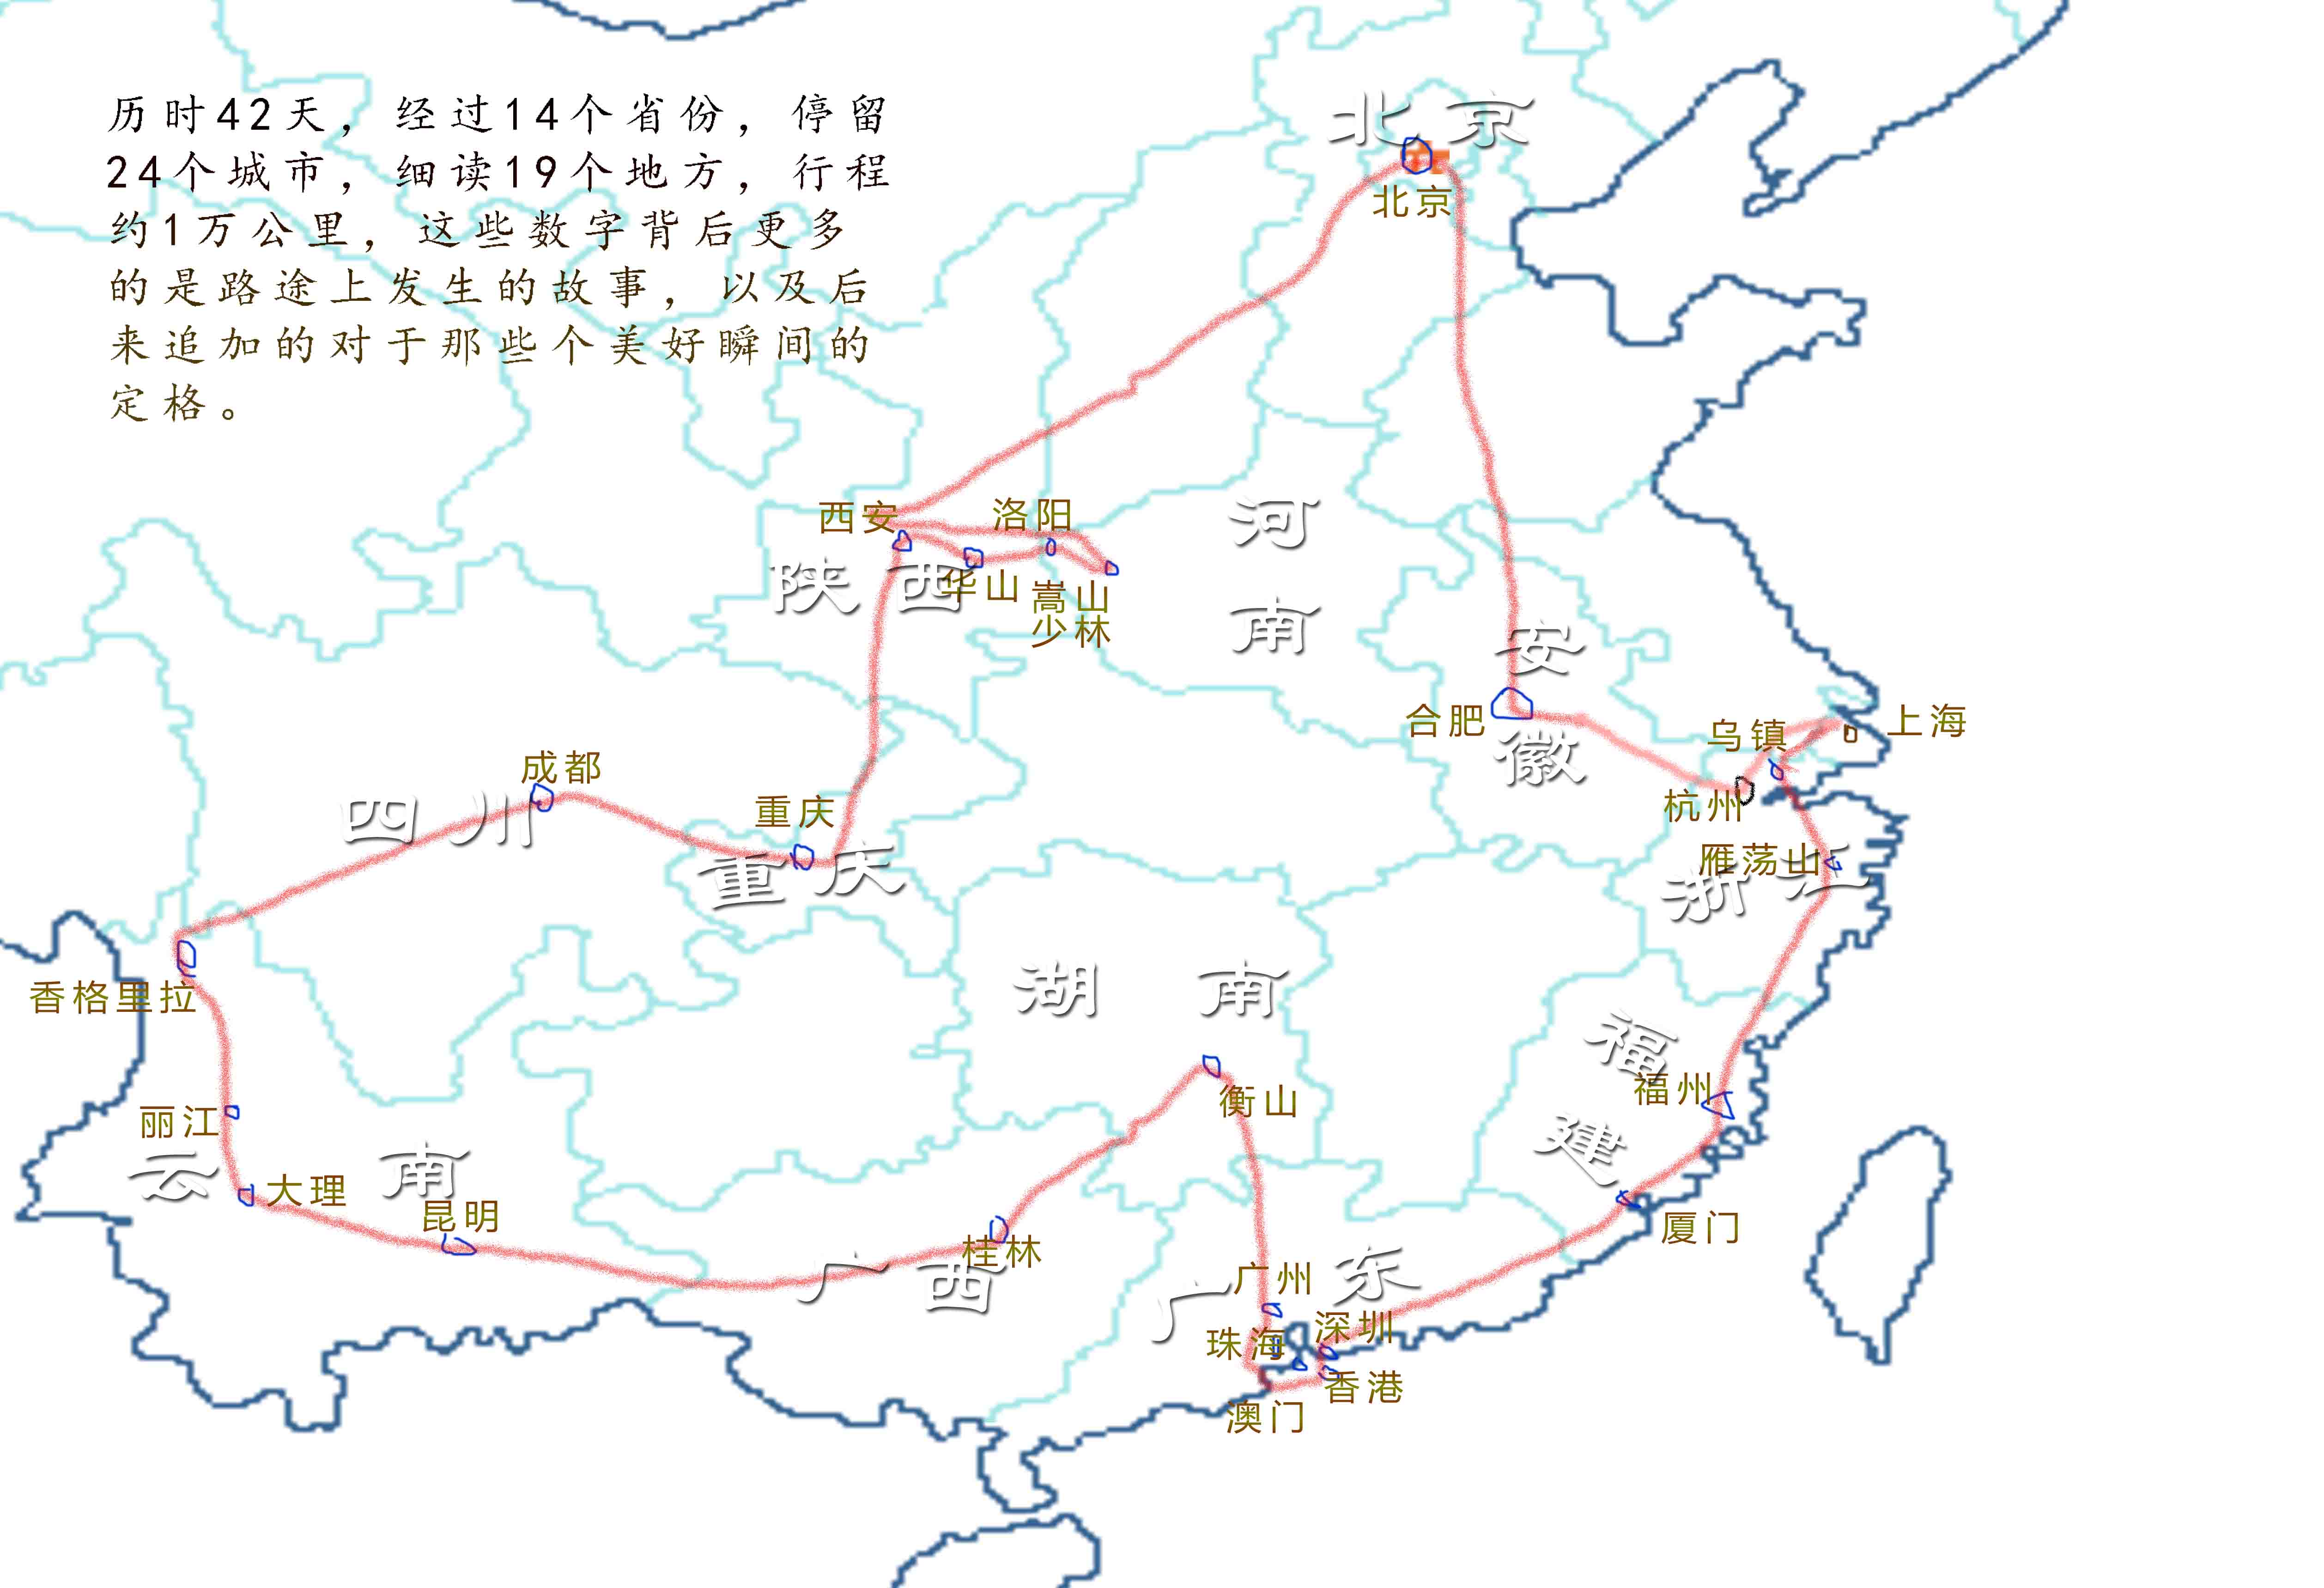 历时42天，经过14个省份，停留
24个城市，细读19个地方，行程
约1万公里，这些数字背后更多
的是路途上发生的故事，以及后
来追加的对于那些个美好瞬间的
定格。
北京
北京
西安
洛阳
河南
陕西
华山
嵩山
少林
安徽
合肥
乌镇
上海
杭州
成都
四川
重庆
重庆
雁荡山
浙江
香格里拉
湖南
福建
福州
衡山
丽江
云南
大理
昆明
厦门
桂林
广西
广东
广州
深圳
珠海
香港
澳门